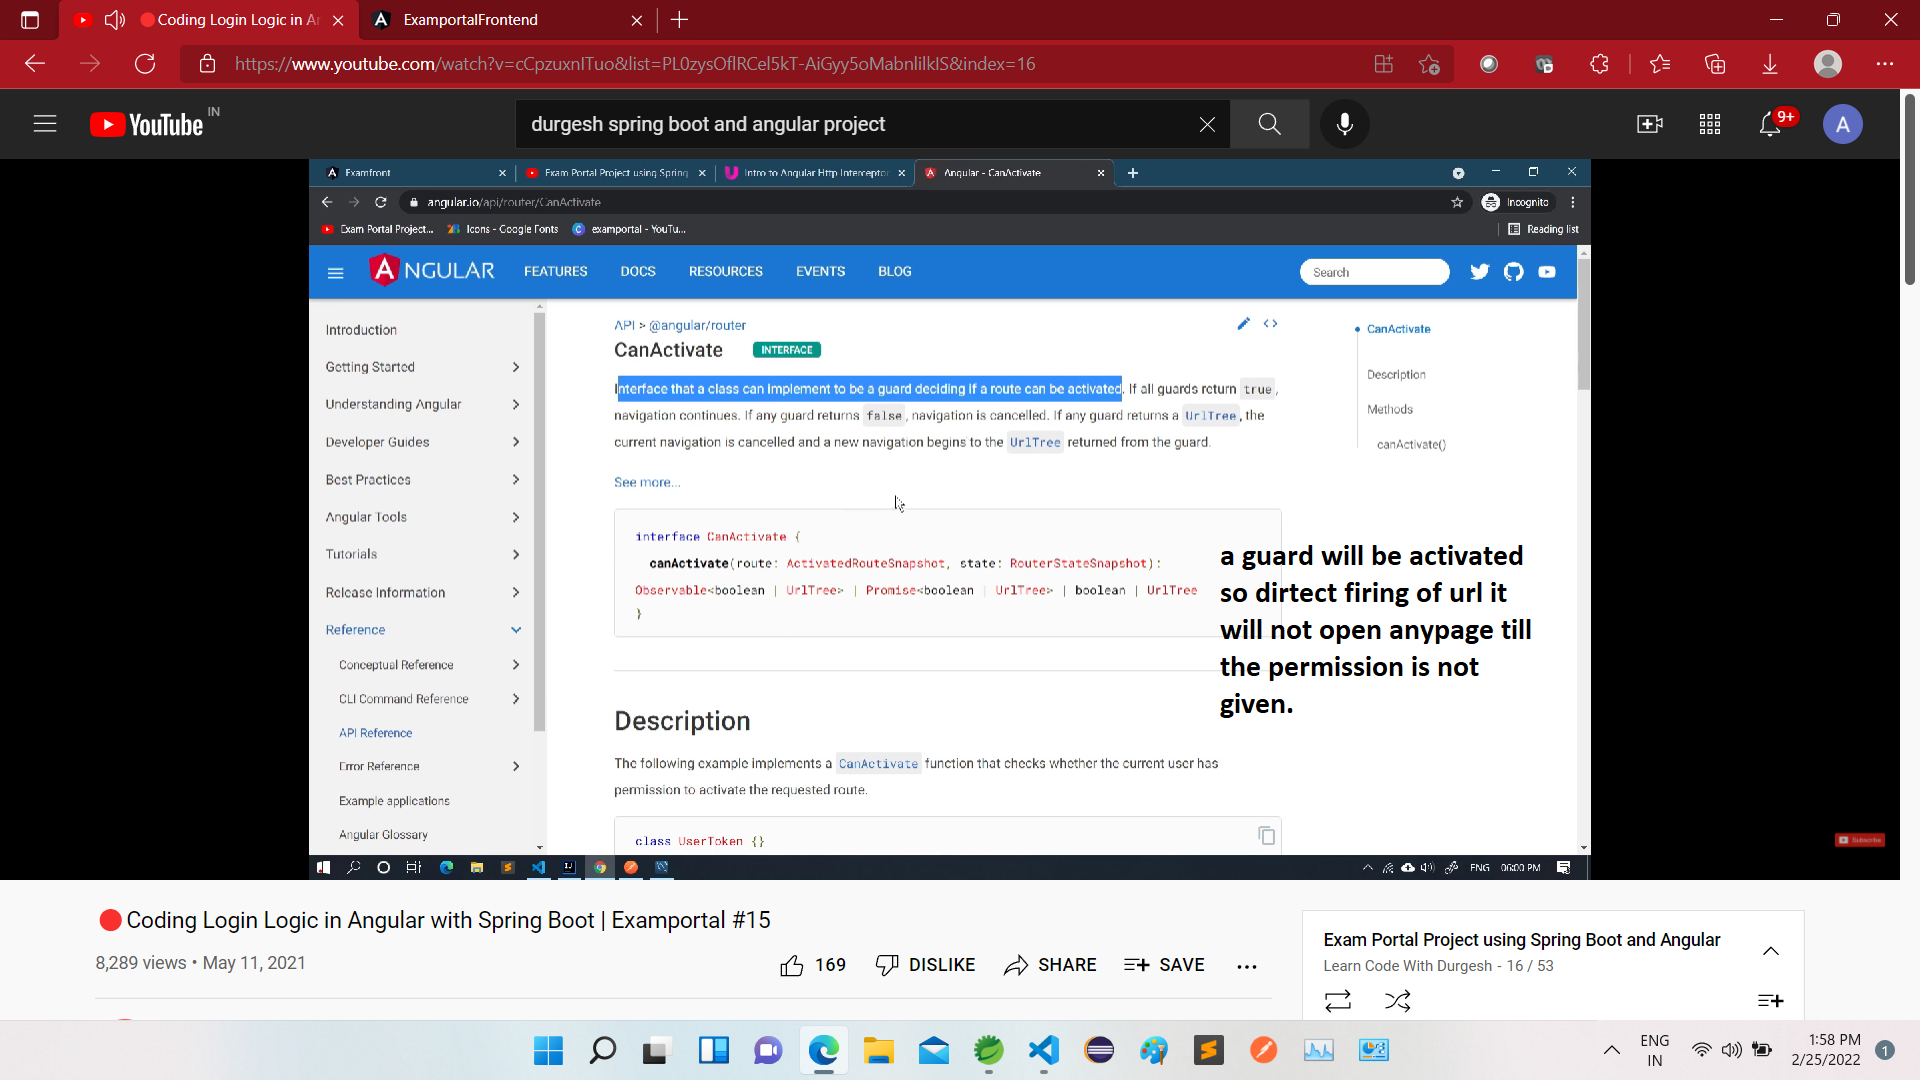 Coding Login Logic in A
ExamportalFrontend
https://www.youtube.com/watch?v=cCpzuxnITuo&list=PL0zysOflRCel5kT-AiGyy5oMabnlilklS&index=16
YouTube IN
durgesh spring boot and angular project
9+
A
Examfront
Exam Portal Project using Spring
Intro to Angular Http Interceptor
Angular - CanActivate
angular.io/api/router/CanActivate
Incognito
Exam Portal Project...
Icons - Google Fonts
examportal - YouTu...
Reading list
ANGULAR
FEATURES
DOCS
RESOURCES
EVENTS
BLOG
Search
Introduction
Getting Started
Understanding Angular
Developer Guides
Best Practices
Angular Tools
Tutorials
Release Information
Reference
Conceptual Reference
CLI Command Reference
API Reference
Error Reference
Example applications
Angular Glossary
API > @angular/router
CanActivate INTERFACE
Interface that a class can implement to be a guard deciding if a route can be activated. If all guards return true,
navigation continues. If any guard returns false, navigation is cancelled. If any guard returns a UrlTree, the
current navigation is cancelled and a new navigation begins to the UrlTree returned from the guard.
See more...
interface CanActivate {
canActivate(route: ActivatedRouteSnapshot, state: RouterStateSnapshot):
Observable<boolean | UrlTree> | Promise<boolean | UrlTree> | boolean | UrlTree
}
Description
The following example implements a CanActivate function that checks whether the current user has
permission to activate the requested route.
class UserToken {}
CanActivate
Description
Methods
canActivate()
a guard will be activated
so dirtect firing of url it
will not open anypage till
the permission is not
given.
Subscribe
ENG 06:00 PM
Coding Login Logic in Angular with Spring Boot | Examportal #15
8,289 views • May 11, 2021
169
DISLIKE
SHARE
SAVE
Exam Portal Project using Spring Boot and Angular
Learn Code With Durgesh - 16 / 53
ENG
IN
1:58 PM
2/25/2022
1